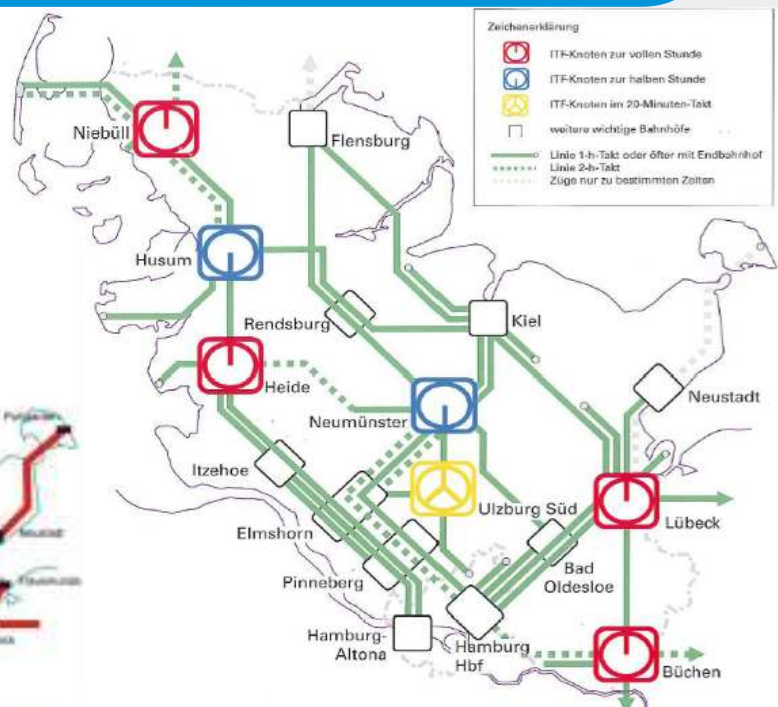 Zeichenerklärung
ITF-Knoten zur vollen Stunde
ITF-Knoten zur halben Stunde
ITF-Knoten im 20-Minuten-Takt
weitere wichtige Bahnhöfe
Linie 1-h-Takt oder öfter mit Endbahnhof
Linie 2-h-Takt
Züge nur zu bestimmten Zeiten
Niebüll
Flensburg
Husum
Rendsburg
Kiel
Heide
Neumünster
Neustadt
Itzehoe
Ulzburg Süd
Lübeck
Elmshorn
Bad
Oldesloe
Pinneberg
Hamburg-
Altona
Hamburg
Hbf
Büchen
Neustadt